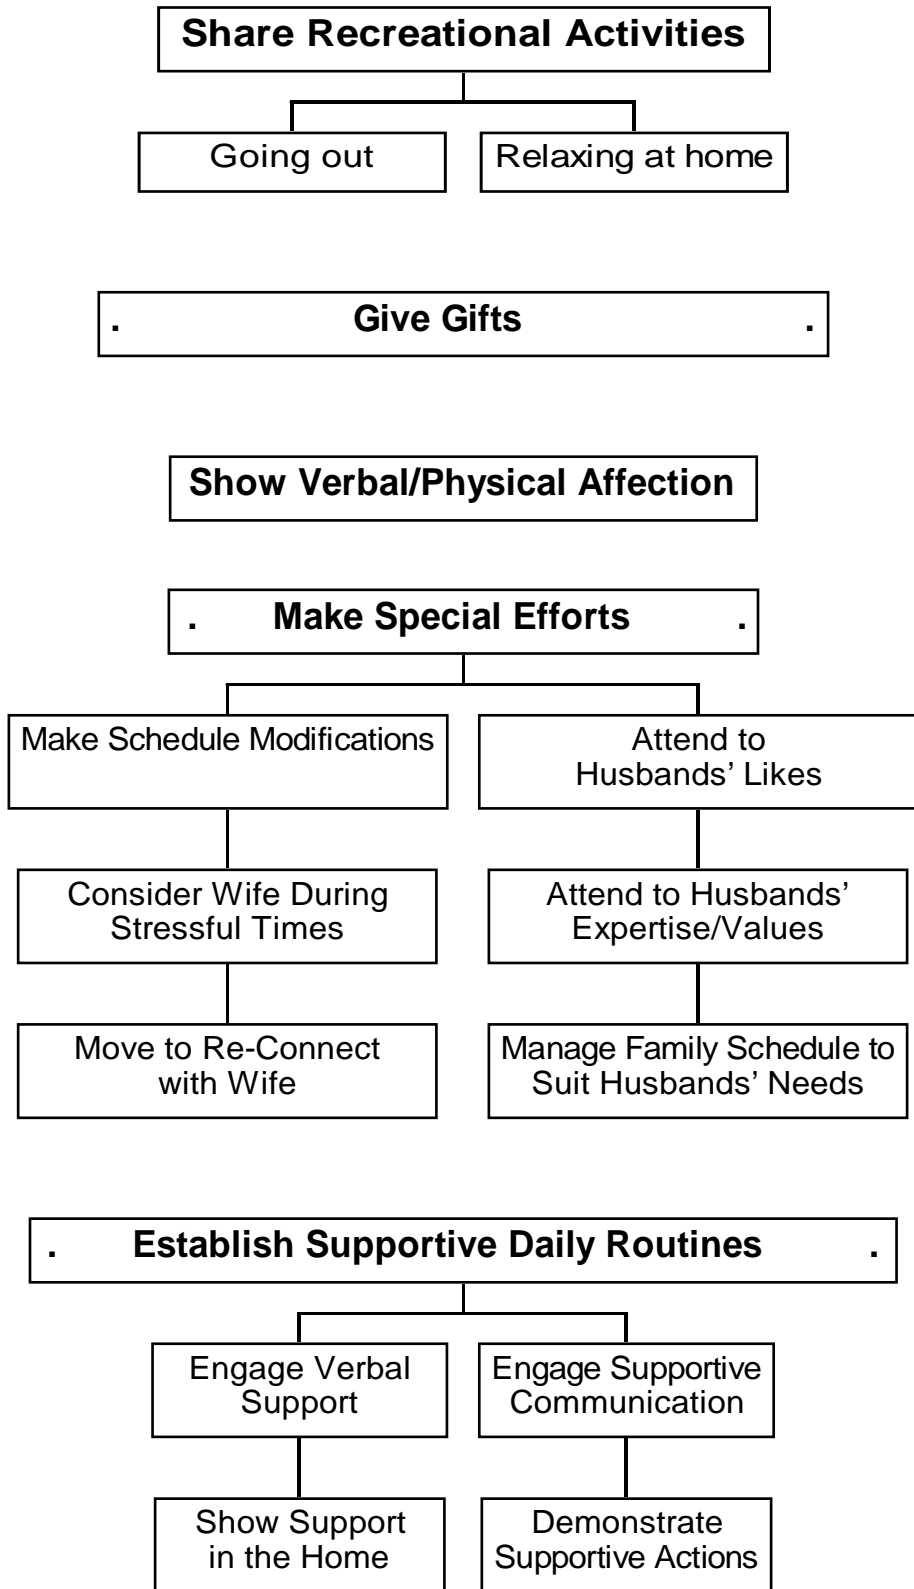 Share Recreational Activities
Going out
Relaxing at home
. Give Gifts .
Show Verbal/Physical Affection
. Make Special Efforts .
Make Schedule Modifications
Attend to
Husbands’ Likes
Consider Wife During
Stressful Times
Attend to Husbands’
Expertise/Values
Move to Re-Connect
with Wife
Manage Family Schedule to
Suit Husbands’ Needs
. Establish Supportive Daily Routines .
Engage Verbal
Support
Engage Supportive
Communication
Show Support
in the Home
Demonstrate
Supportive Actions